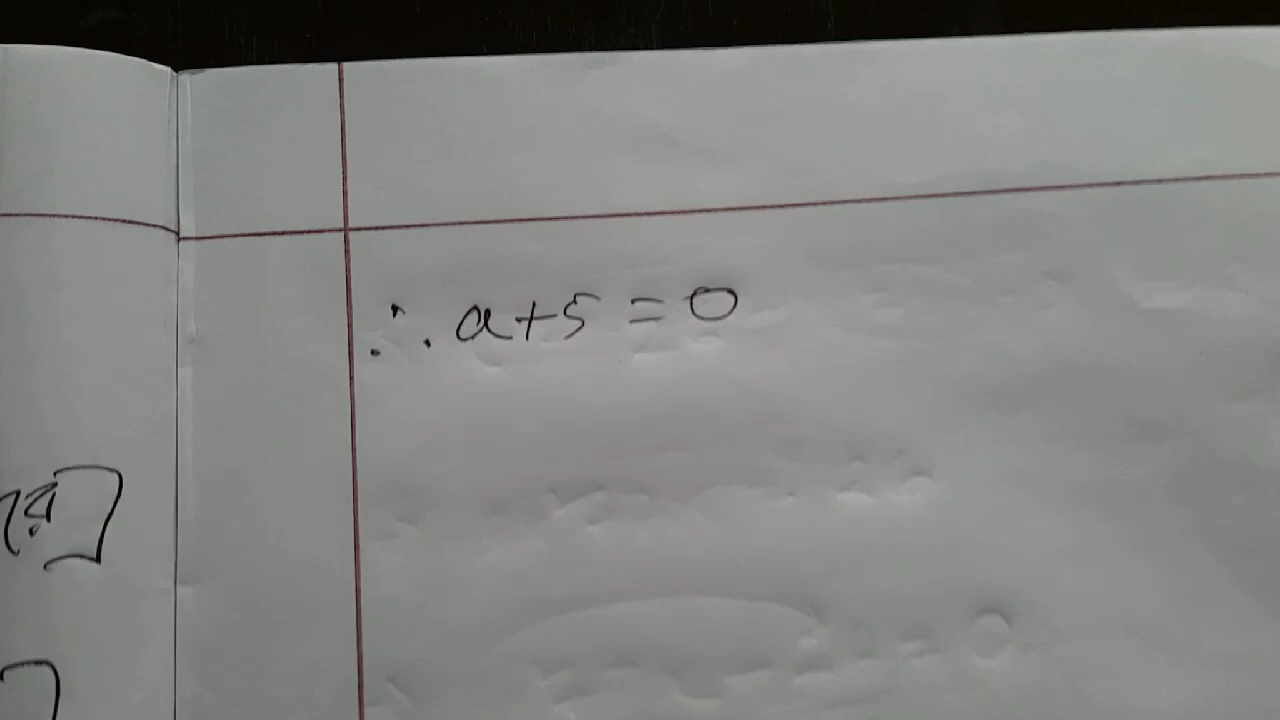 ∴ a+5 = 0